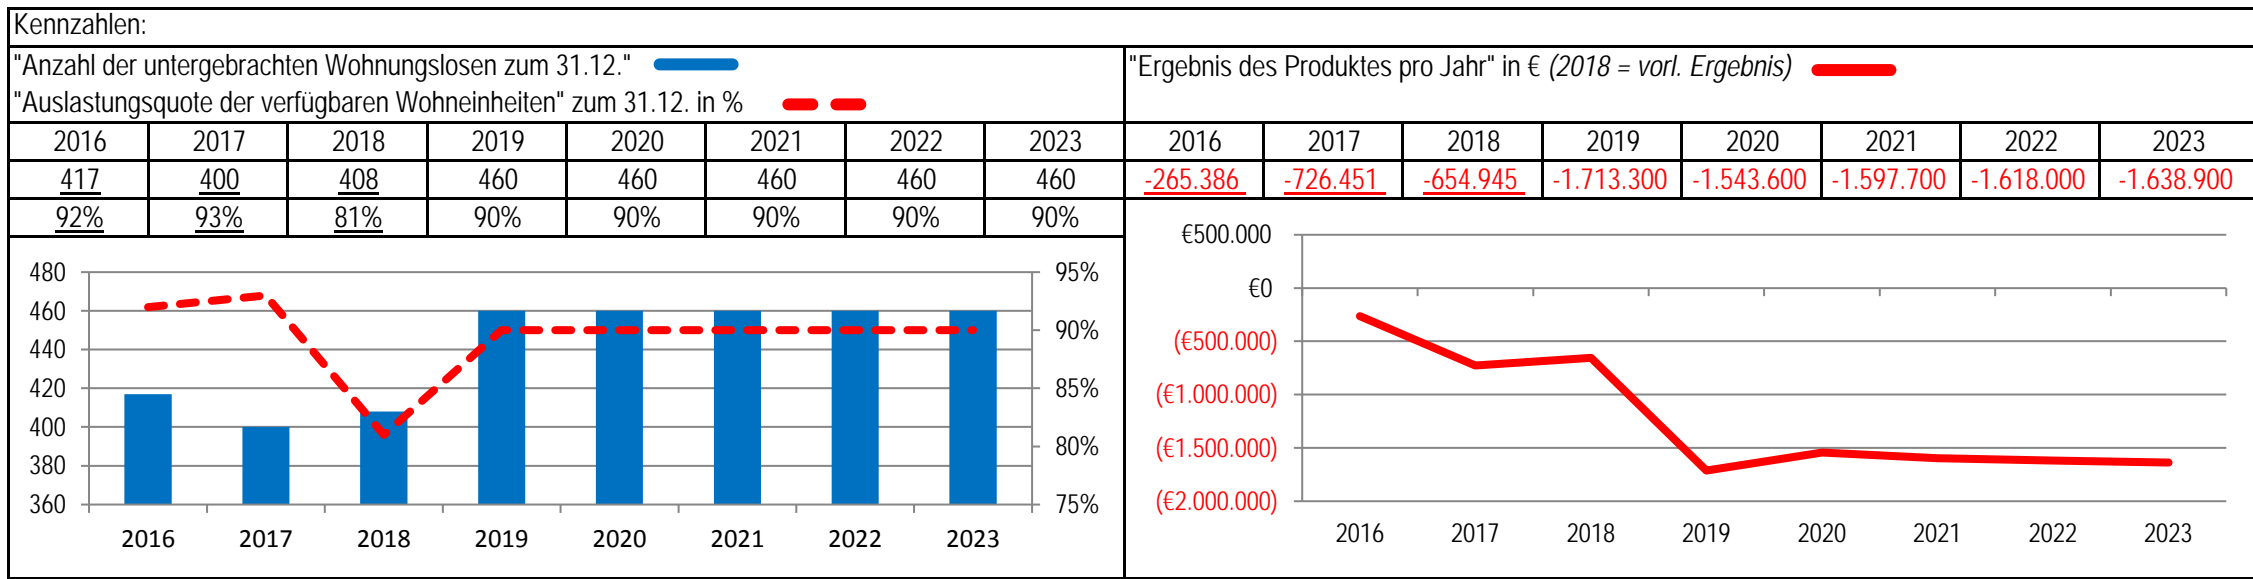 Kennzahlen:
"Anzahl der untergebrachten Wohnungslosen zum 31.12."
"Auslastungsquote der verfügbaren Wohneinheiten" zum 31.12. in %
2016 2017 2018 2019 2020 2021 2022 2023
417 400 408 460 460 460 460 460
92% 93% 81% 90% 90% 90% 90% 90%
480 95%
460
440 90%
420 85%
400
380 80%
360 75%
2016 2017 2018 2019 2020 2021 2022 2023
"Ergebnis des Produktes pro Jahr" in € (2018 = vorl. Ergebnis)
2016 2017 2018 2019 2020 2021 2022 2023
-265.386 -726.451 -654.945 -1.713.300 -1.543.600 -1.597.700 -1.618.000 -1.638.900
€500.000
€0
(€500.000)
(€1.000.000)
(€1.500.000)
(€2.000.000)
2016 2017 2018 2019 2020 2021 2022 2023